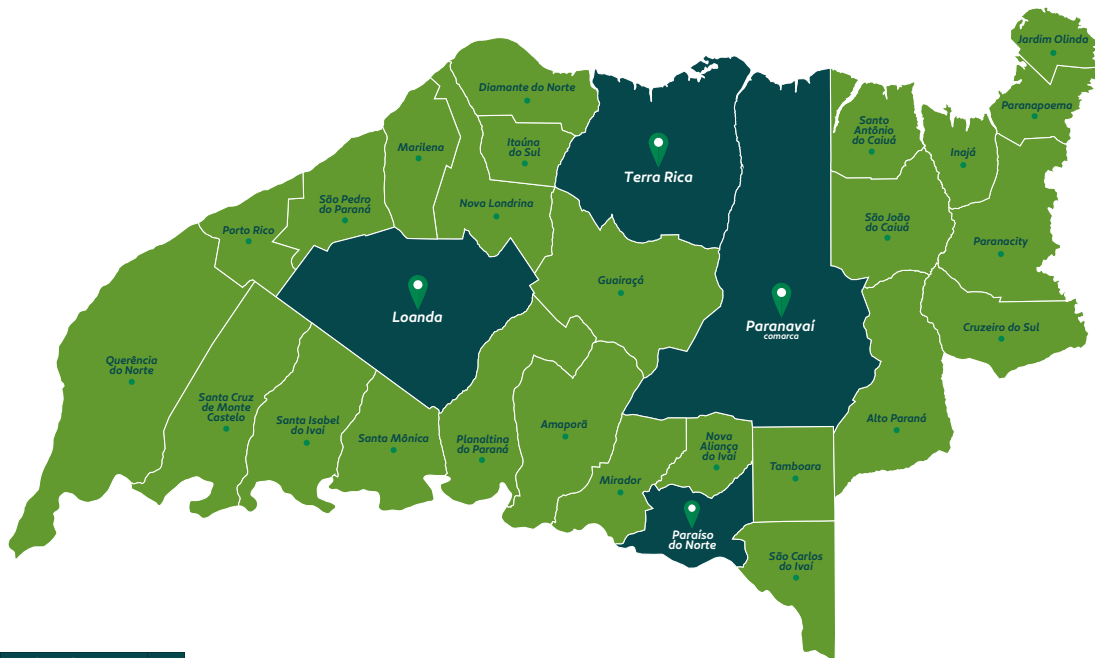 Jardim Olinda
Diamante do Norte
Paranapoema
Santo
Antônio
do Caiuá
Itaúna
do Sul
Marilena
Inajá
Terra Rica
São Pedro
do Paraná
Nova Londrina
São João
do Caiuá
Porto Rico
Paranacity
Guairaçá
Loanda
Paranavaí
comarca
Cruzeiro do Sul
Querência
do Norte
Santa Cruz
de Monte
Castelo
Santa Isabel
do Ivaí
Santa Mônica
Planaltina
do Paraná
Amaporã
Alto Paraná
Nova
Aliança
do Ivaí
Tamboara
Mirador
Paraíso
do Norte
São Carlos
do Ivaí